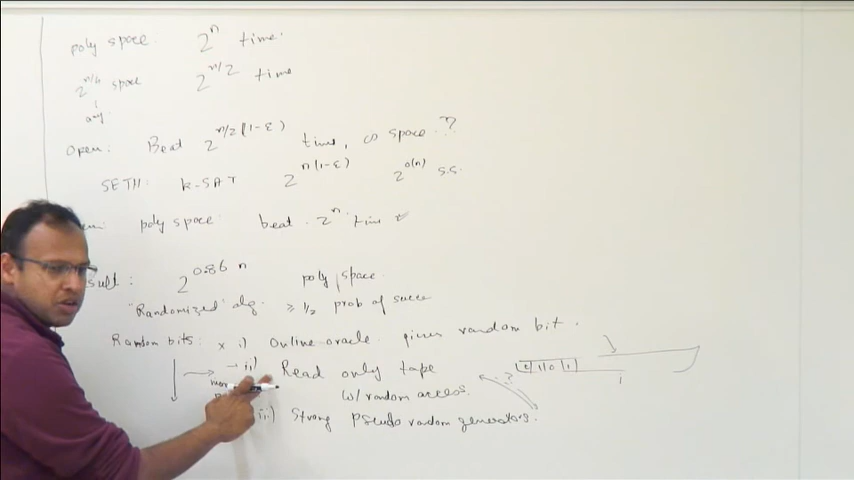 poly space 2^n time.
2^{n/4} space 2^{n/2} time
any
Open: Beat 2^{n/2(1-ε)} time, ∞ space. ?
SETH: k-SAT 2^{n(1-ε)} 2^{o(n)} s.s.
poly space beat 2^n time
2^{0.86 n} poly space
"Randomized" alg. ≥ 1/2 prob of succ
Random bits: x i) Online oracle gives random bit.
→ ii) Read only tape
w/ random access.
iii) Strong pseudo random generators.